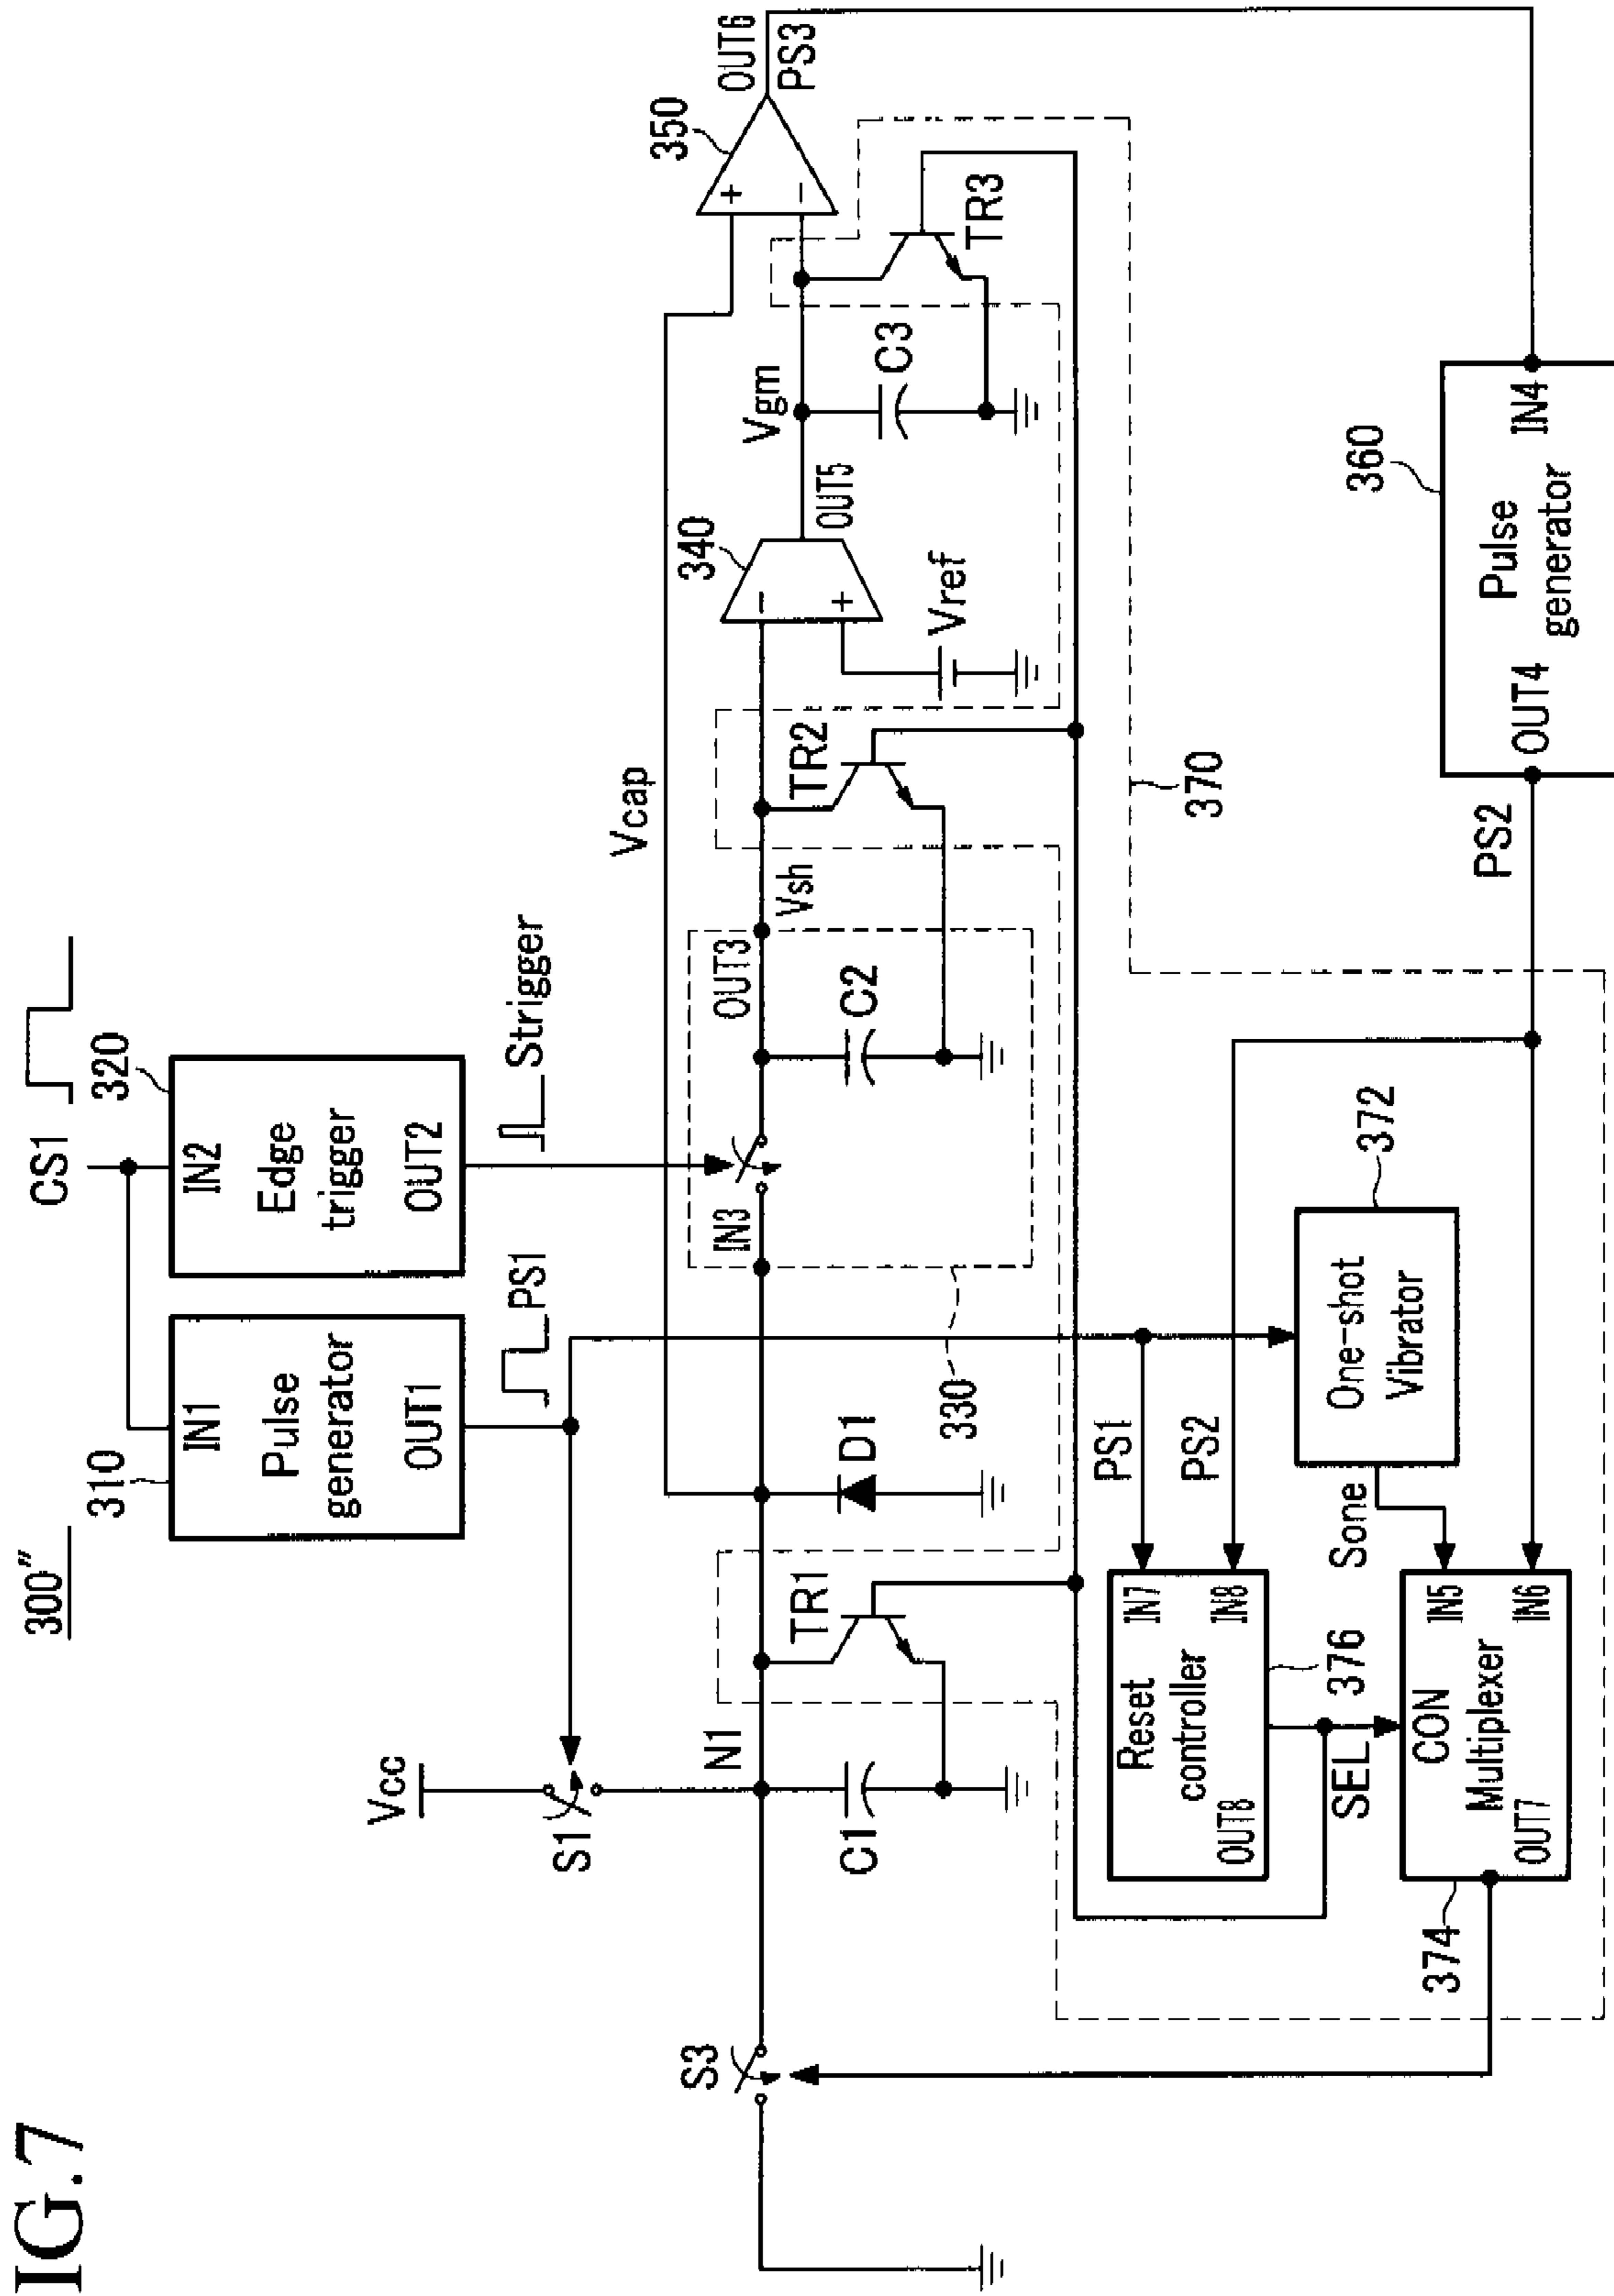 IG.7
300"
CS1
310
IN1
Pulse
generator
OUT1
320
IN2
Edge
trigger
OUT2
PS1
Strigger
Vcc
S1
S3
N1
C1
TR1
D1
330
IN3
OUT3
C2
Vsh
Vcap
TR2
340
−
+
Vref
OUT5
Vgm
C3
TR3
350
+
−
OUT6
PS3
370
PS1
PS2
IN7
IN8
Reset
controller
OUT8
376
SEL
Sone
One-shot
Vibrator
372
IN5
IN6
CON
Multiplexer
OUT7
374
PS2
360
OUT4
Pulse
generator
IN4